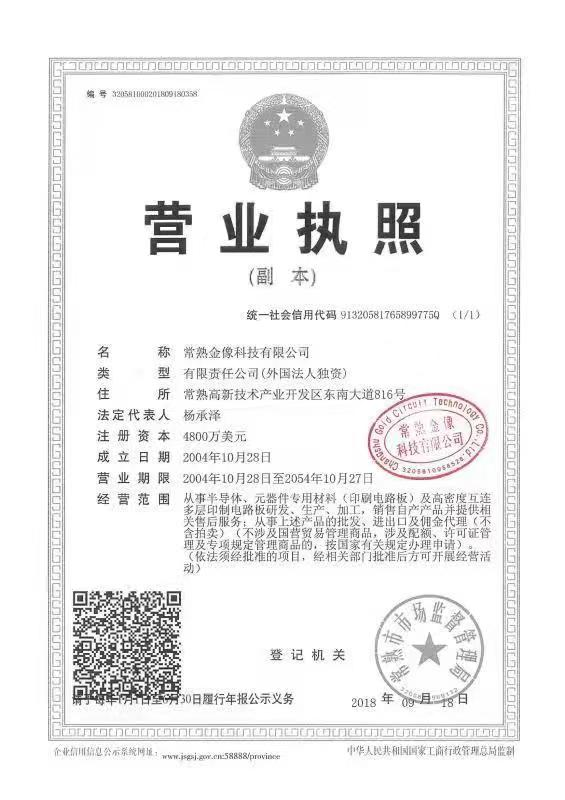 编 号 320581000201809180358
营业执照
(副 本)
统一社会信用代码 91320581765899775Q （1/1）
名 称 常熟金像科技有限公司
类 型 有限责任公司(外国法人独资)
住 所 常熟高新技术产业开发区东南大道816号
法定代表人 杨承泽
注册资本 4800万美元
成立日期 2004年10月28日
营业期限 2004年10月28日至2054年10月27日
经营范围 从事半导体、元器件专用材料（印刷电路板）及高密度互连
多层印制电路板研发、生产、加工，销售自产产品并提供相
关售后服务；从事上述产品的批发、进出口及佣金代理（不
含拍卖）（不涉及国营贸易管理商品，涉及配额、许可证管
理及专项规定管理商品的，按国家有关规定办理申请）。
（依法须经批准的项目，经相关部门批准后方可开展经营活
动）
Changshu Gold Circuit Technology Co.,Ltd.
常熟金像
科技有限公司
登记机关
常熟市市场监督管理局
请于每年1月1日至6月30日履行年报公示义务
2018 年 09 月 18 日
企业信用信息公示系统网址： www.jsgsj.gov.cn:58888/province
中华人民共和国国家工商行政管理总局监制